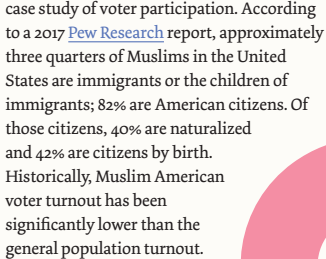 case study of voter participation. According
to a 2017 Pew Research report, approximately
three quarters of Muslims in the United
States are immigrants or the children of
immigrants; 82% are American citizens. Of
those citizens, 40% are naturalized
and 42% are citizens by birth.
Historically, Muslim American
voter turnout has been
significantly lower than the
general population turnout.